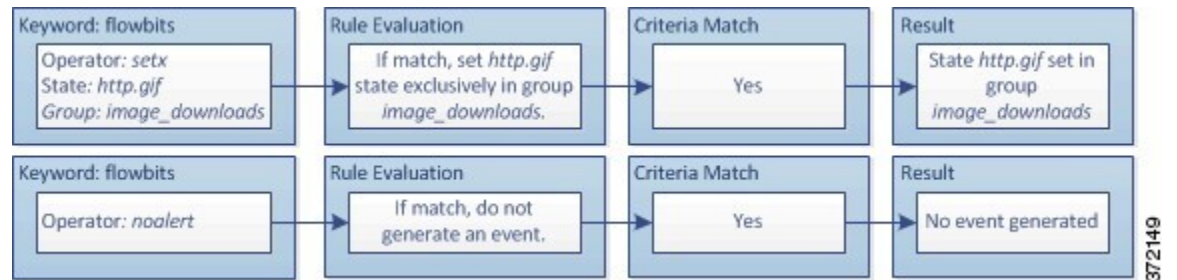 Keyword: flowbits
Operator: setx
State: http.gif
Group: image_downloads
Rule Evaluation
If match, set http.gif
state exclusively in group
image_downloads.
Criteria Match
Yes
Result
State http.gif set in
group
image_downloads
Keyword: flowbits
Operator: noalert
Rule Evaluation
If match, do not
generate an event.
Criteria Match
Yes
Result
No event generated
372149